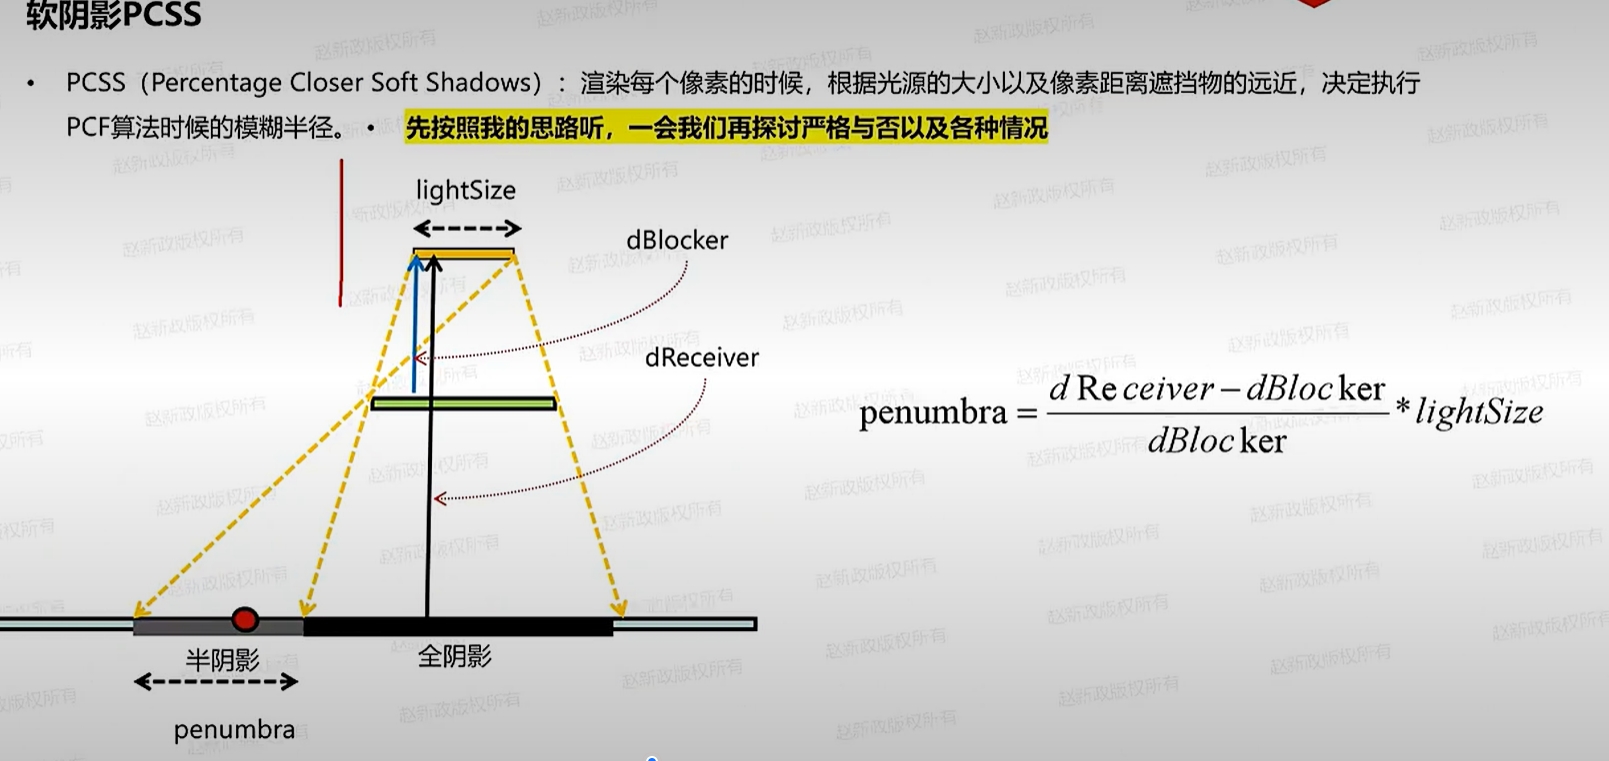 软阴影PCSS
• PCSS（Percentage Closer Soft Shadows）：渲染每个像素的时候，根据光源的大小以及像素距离遮挡物的远近，决定执行
PCF算法时候的模糊半径。 • 先按照我的思路听，一会我们再探讨严格与否以及各种情况
lightSize
dBlocker
dReceiver
penumbra = (dReceiver − dBlocker) / dBlocker * lightSize
半阴影
全阴影
penumbra
赵新政版权所有